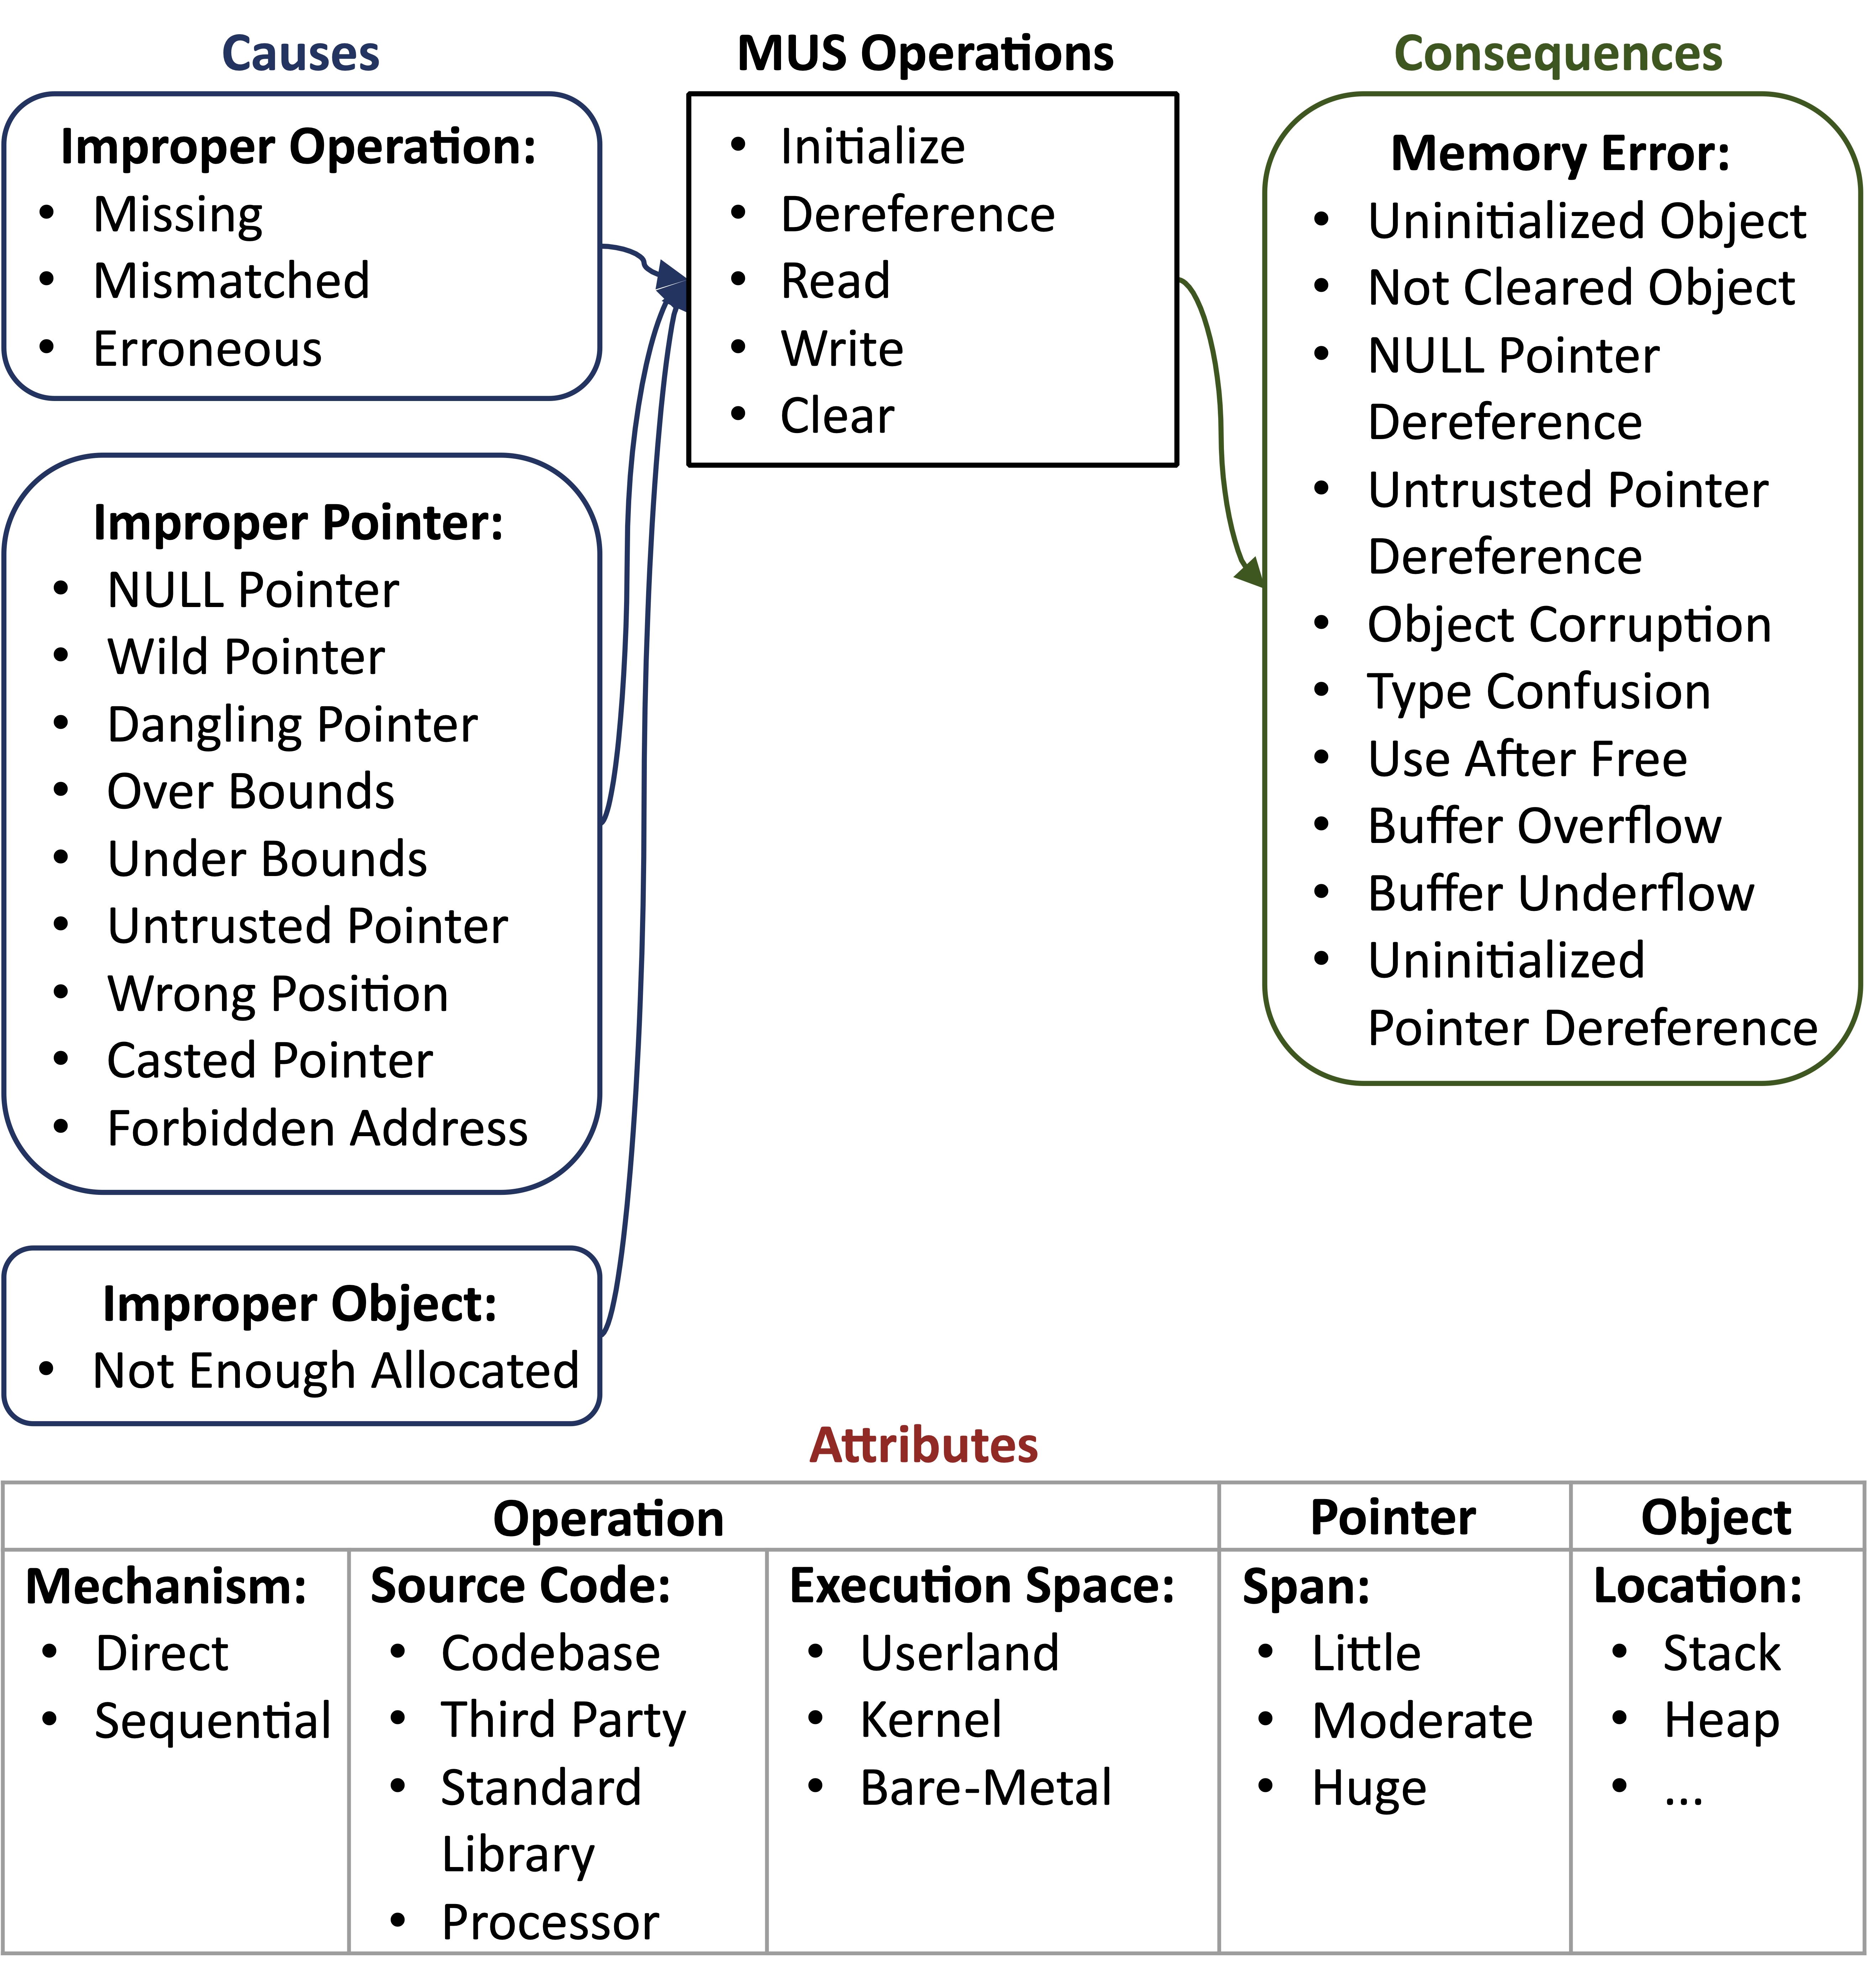 Causes
Improper Operation:
• Missing
• Mismatched
• Erroneous
Improper Pointer:
• NULL Pointer
• Wild Pointer
• Dangling Pointer
• Over Bounds
• Under Bounds
• Untrusted Pointer
• Wrong Position
• Casted Pointer
• Forbidden Address
Improper Object:
• Not Enough Allocated
MUS Operations
• Initialize
• Dereference
• Read
• Write
• Clear
Consequences
Memory Error:
• Uninitialized Object
• Not Cleared Object
• NULL Pointer
Dereference
• Untrusted Pointer
Dereference
• Object Corruption
• Type Confusion
• Use After Free
• Buffer Overflow
• Buffer Underflow
• Uninitialized
Pointer Dereference
Attributes
Operation
Mechanism:
• Direct
• Sequential
Source Code:
• Codebase
• Third Party
• Standard
Library
• Processor
Execution Space:
• Userland
• Kernel
• Bare-Metal
Pointer
Span:
• Little
• Moderate
• Huge
Object
Location:
• Stack
• Heap
• ...